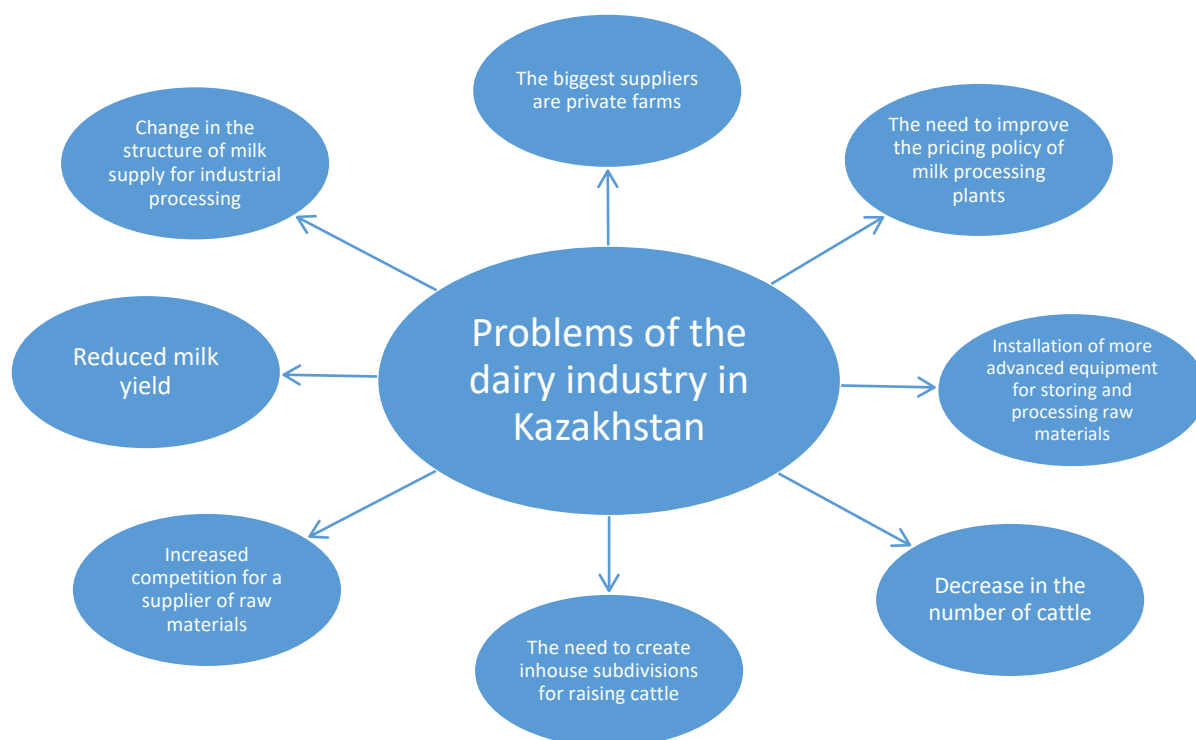 The biggest suppliers
are private farms
Change in the
structure of milk
supply for industrial
processing
The need to improve
the pricing policy of
milk processing
plants
Problems of the
dairy industry in
Kazakhstan
Reduced milk
yield
Installation of more
advanced equipment
for storing and
processing raw
materials
Increased
competition for a
supplier of raw
materials
Decrease in the
number of cattle
The need to create
inhouse subdivisions
for raising cattle